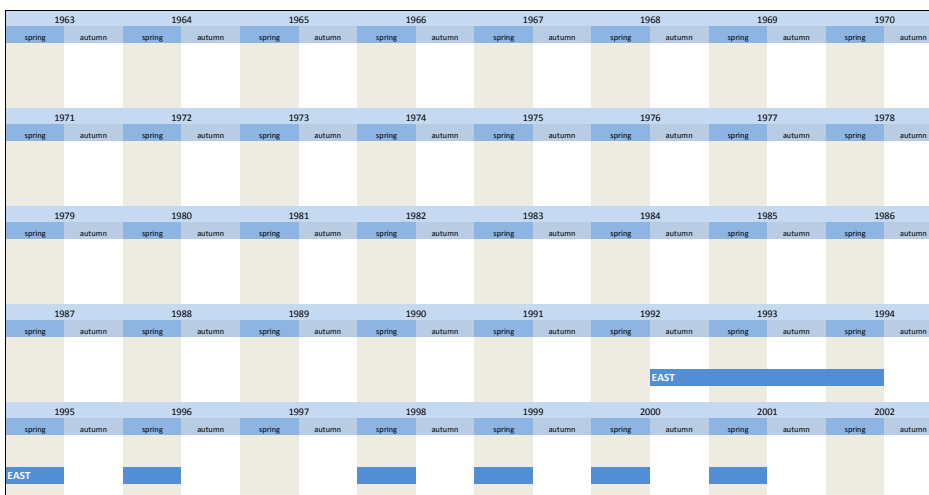 1963 1964 1965 1966 1967 1968 1969 1970
spring autumn spring autumn spring autumn spring autumn spring autumn spring autumn spring autumn spring autumn
1971 1972 1973 1974 1975 1976 1977 1978
spring autumn spring autumn spring autumn spring autumn spring autumn spring autumn spring autumn spring autumn
1979 1980 1981 1982 1983 1984 1985 1986
spring autumn spring autumn spring autumn spring autumn spring autumn spring autumn spring autumn spring autumn
1987 1988 1989 1990 1991 1992 1993 1994
spring autumn spring autumn spring autumn spring autumn spring autumn spring autumn spring autumn spring autumn
EAST
1995 1996 1997 1998 1999 2000 2001 2002
spring autumn spring autumn spring autumn spring autumn spring autumn spring autumn spring autumn spring autumn
EAST